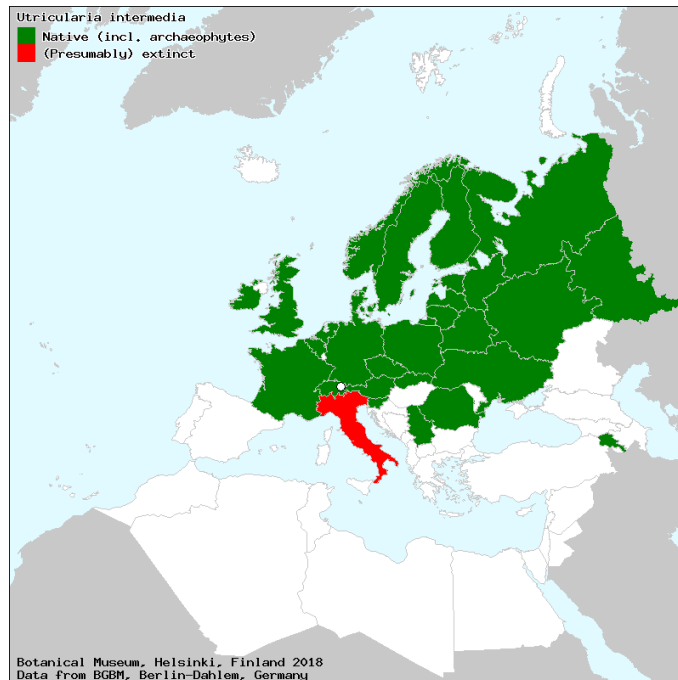 Utricularia intermedia
Native (incl. archaeophytes)
(Presumably) extinct
Botanical Museum, Helsinki, Finland 2018
Data from BGBM, Berlin-Dahlem, Germany